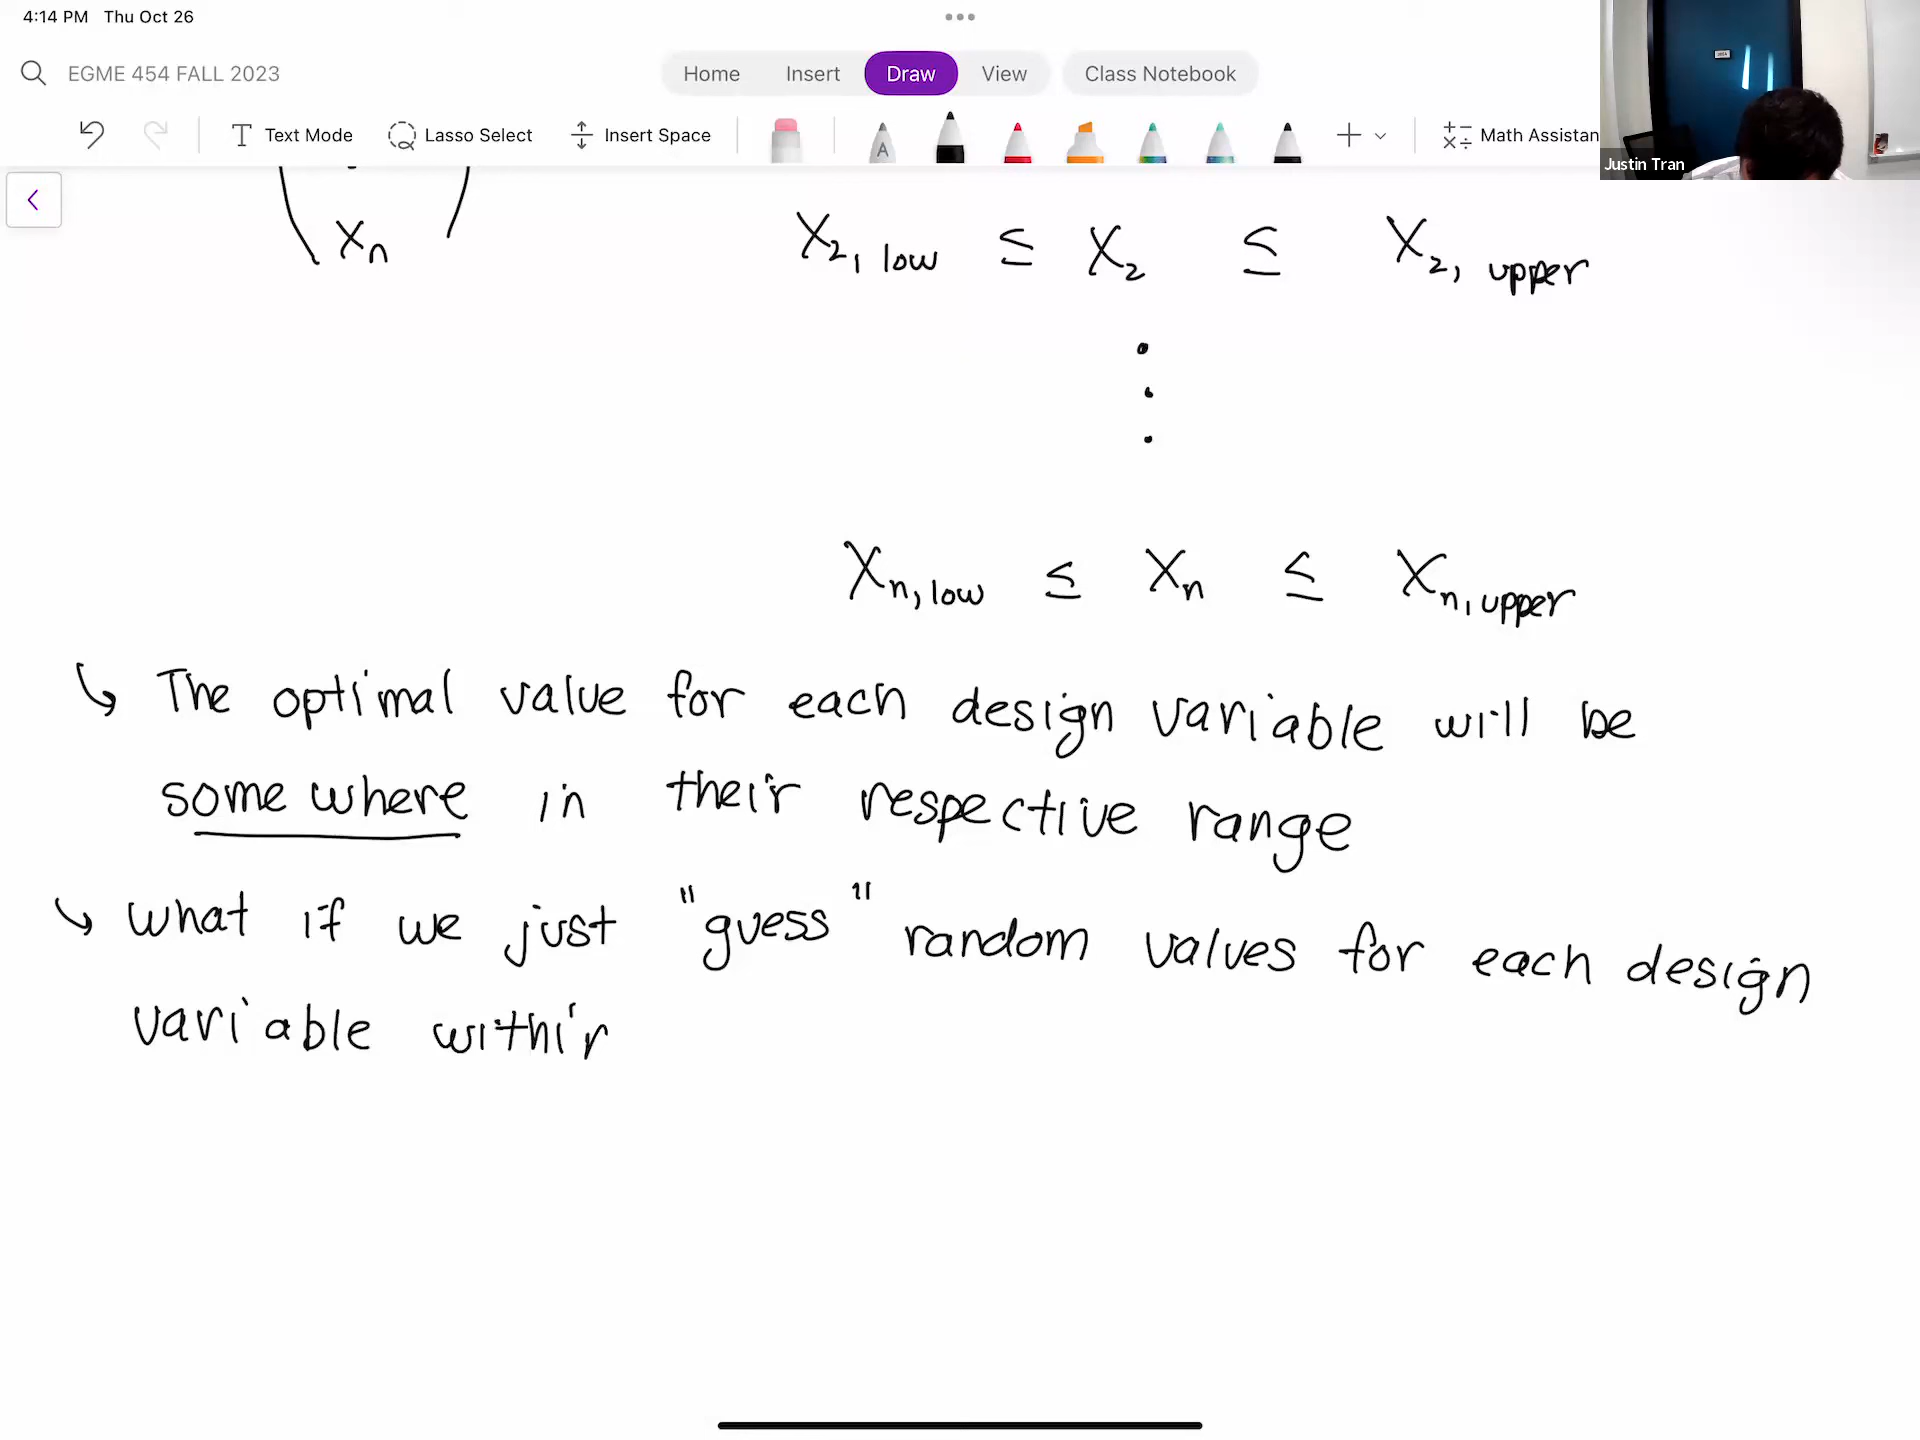 4:14 PM Thu Oct 26
EGME 454 FALL 2023
Home Insert Draw View Class Notebook
Text Mode Lasso Select Insert Space A Math Assistan
Justin Tran
Xn
X2, low ≤ X2 ≤ X2, upper
Xn, low ≤ Xn ≤ Xn, upper
↳ The optimal value for each design variable will be
some where in their respective range
↳ what if we just "guess" random values for each design
variable withir